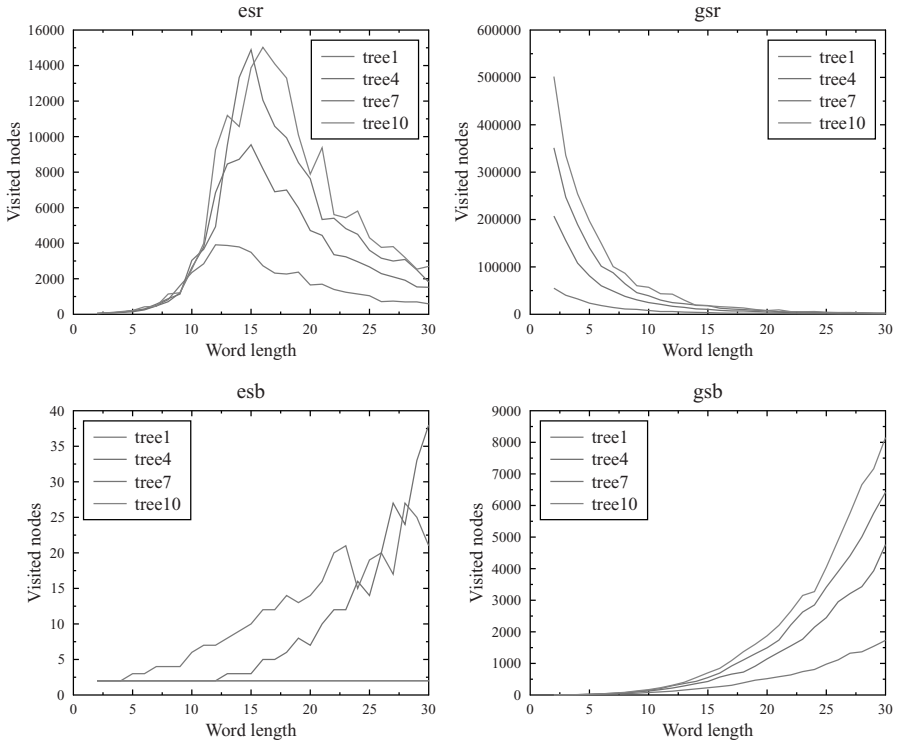 esr
16000
14000
12000
10000
8000
6000
4000
2000
0
Visited nodes
tree1
tree4
tree7
tree10
0 5 10 15 20 25 30
Word length
gsr
600000
500000
400000
300000
200000
100000
0
Visited nodes
tree1
tree4
tree7
tree10
0 5 10 15 20 25 30
Word length
esb
40
35
30
25
20
15
10
5
0
Visited nodes
tree1
tree4
tree7
tree10
0 5 10 15 20 25 30
Word length
gsb
9000
8000
7000
6000
5000
4000
3000
2000
1000
0
Visited nodes
tree1
tree4
tree7
tree10
0 5 10 15 20 25 30
Word length